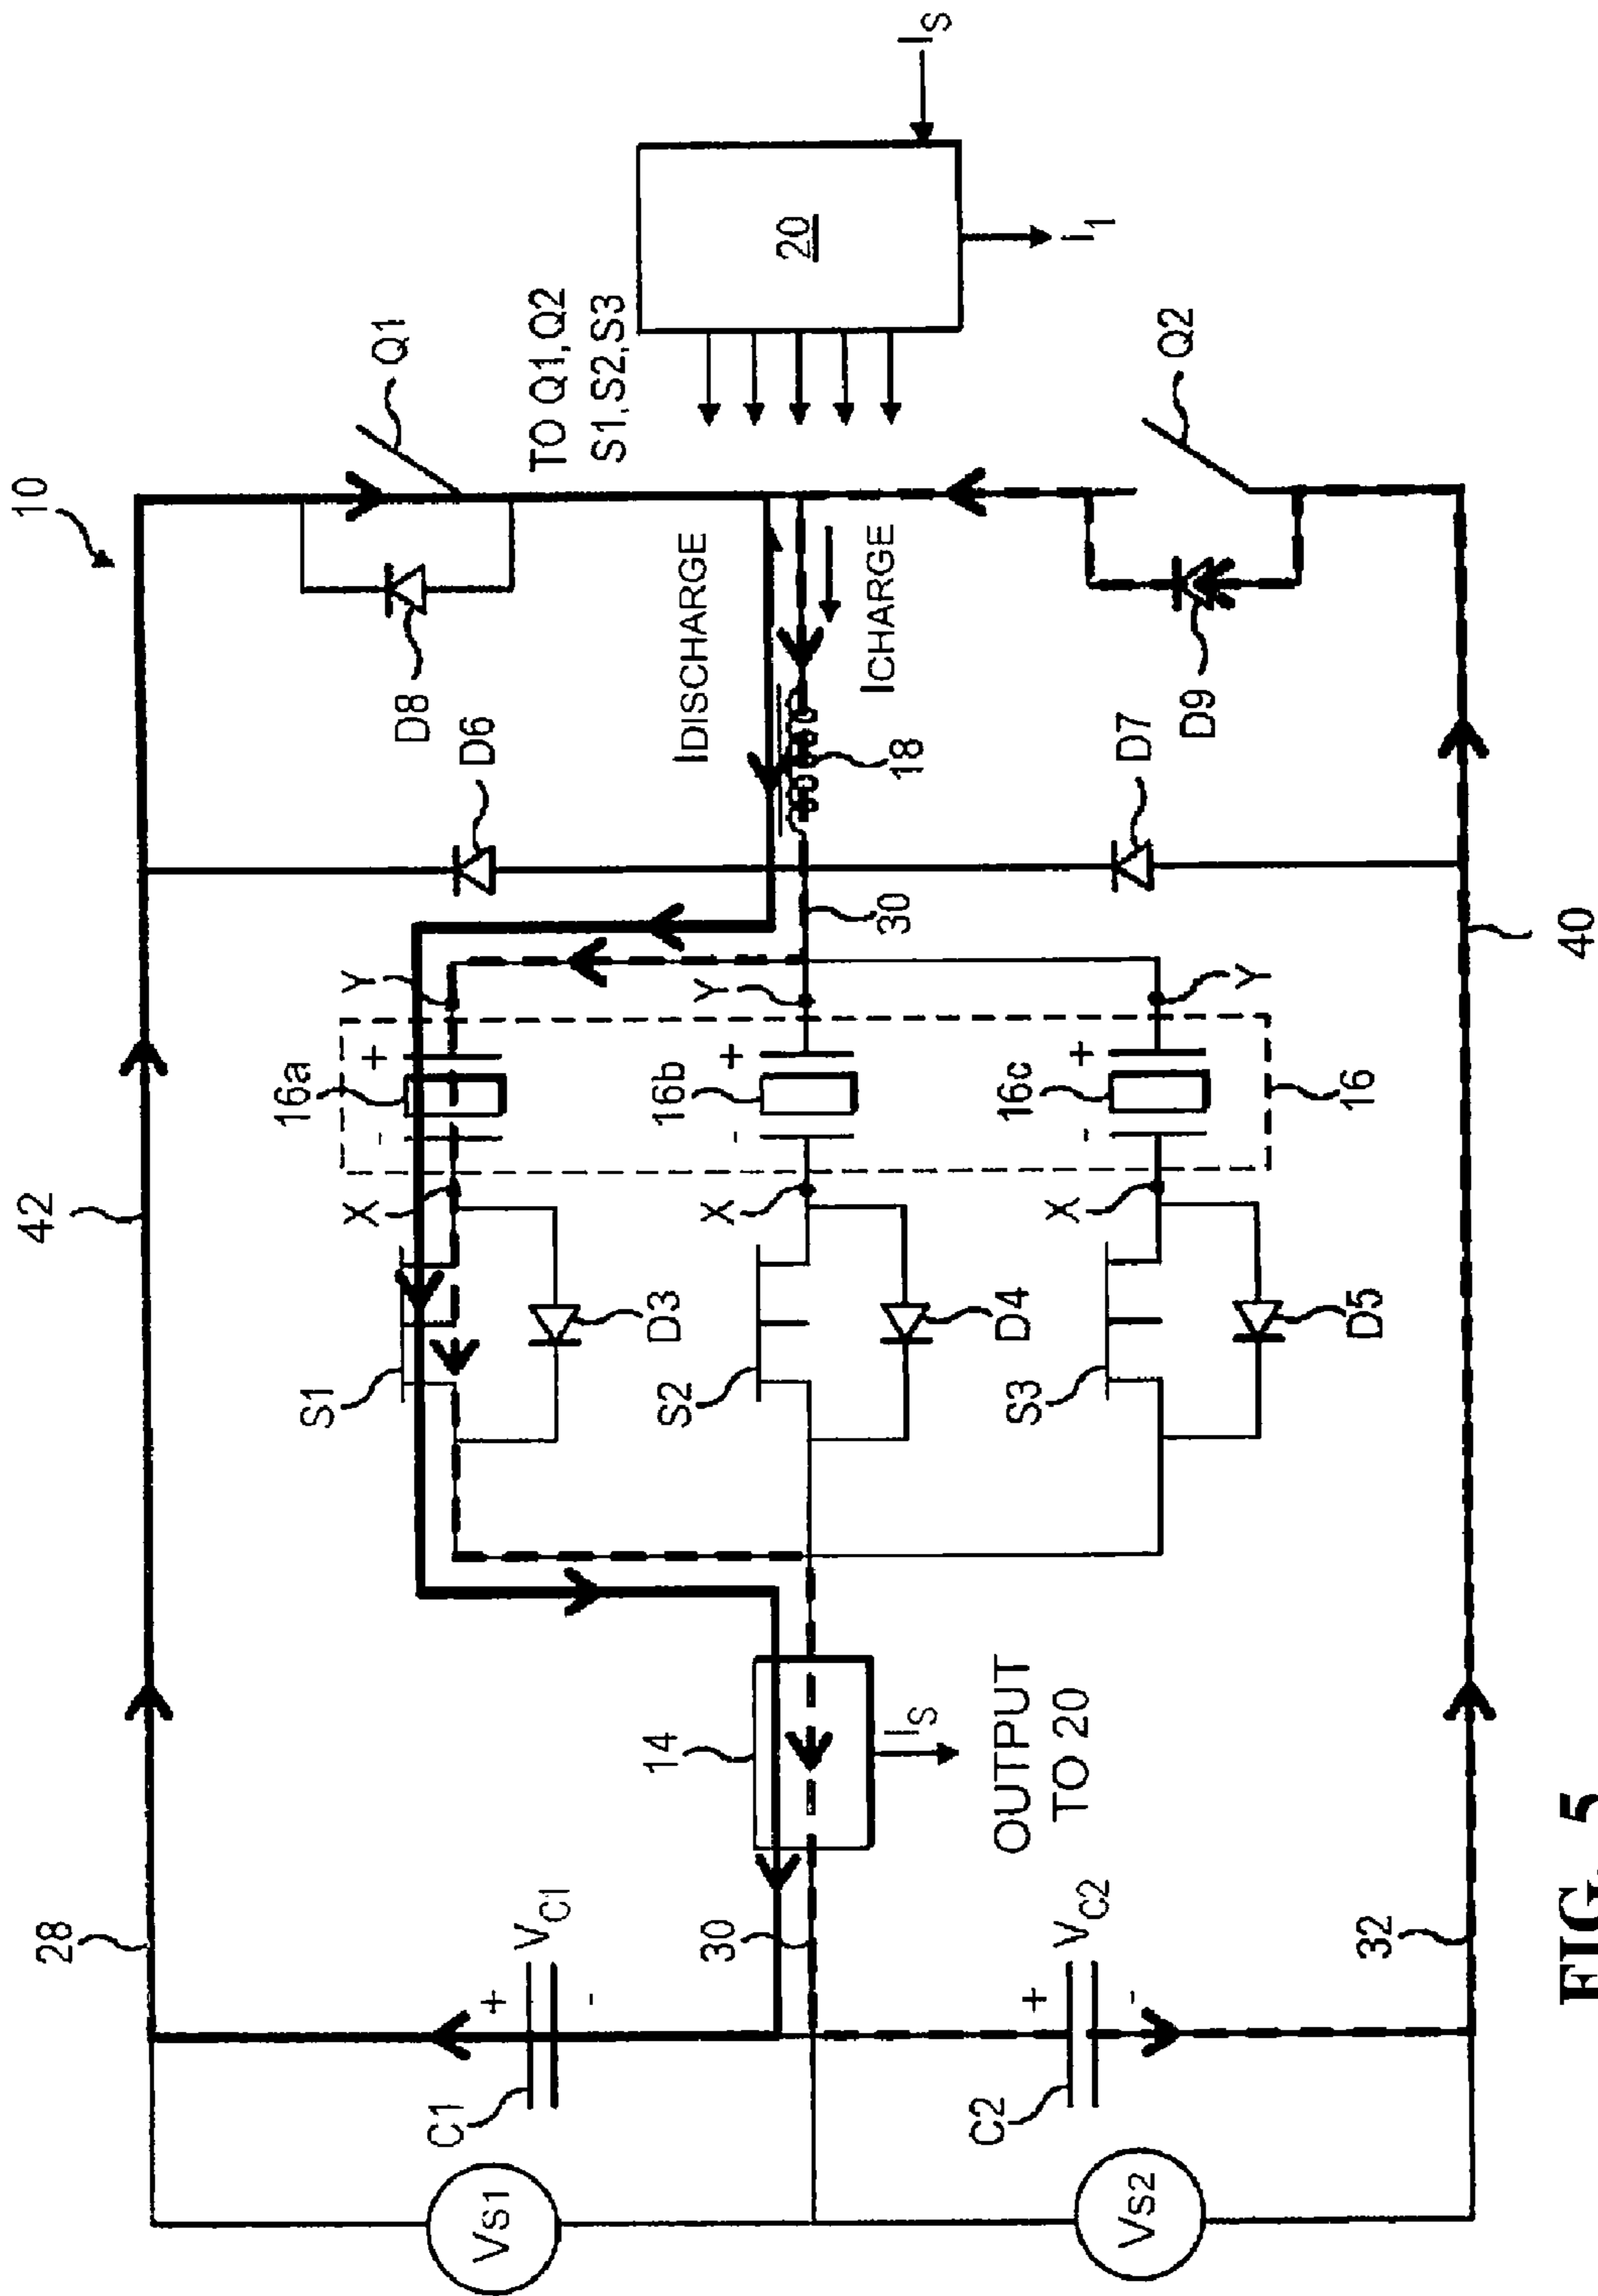 10
42
28
Q1
D8
D6
TO Q1,Q2
S1,S2,S3
20
IS
I1
IDISCHARGE
ICHARGE
18
30
Y
+
16a
-
X
S1
D3
Y
+
16b
-
X
S2
D4
Y
+
16c
-
X
S3
D5
16
14
IS
OUTPUT
TO 20
30
C1
+
-
VC1
C2
+
-
VC2
VS1
VS2
32
40
D7
D9
Q2
FIG. 5